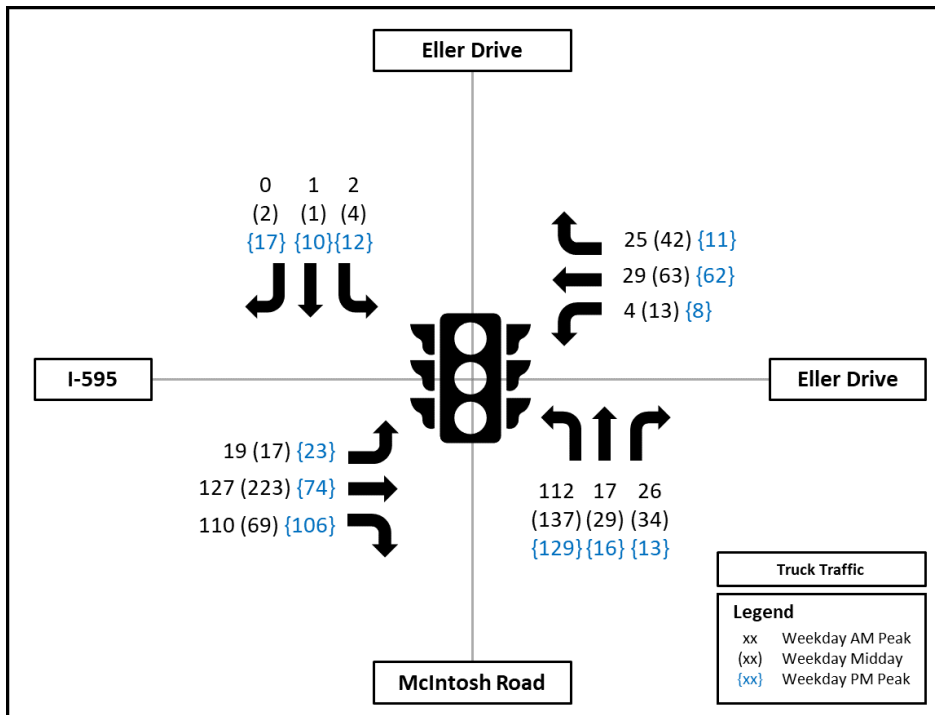 Eller Drive
0 1 2
(2) (1) (4)
{17} {10} {12}
25 (42) {11}
29 (63) {62}
4 (13) {8}
I-595
Eller Drive
19 (17) {23}
127 (223) {74}
110 (69) {106}
112 17 26
(137) (29) (34)
{129} {16} {13}
Truck Traffic
Legend
xx Weekday AM Peak
(xx) Weekday Midday
{xx} Weekday PM Peak
McIntosh Road